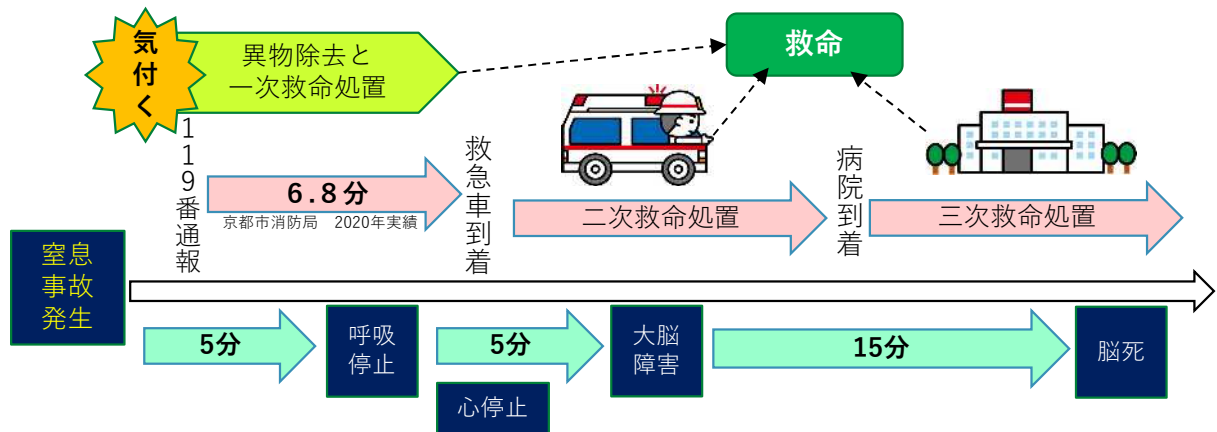 気付く
異物除去と
一次救命処置
救命
119番通報
6.8分
京都市消防局　2020年実績
救急車到着
二次救命処置
病院到着
三次救命処置
窒息
事故
発生
5分
呼吸
停止
5分
心停止
大脳
障害
15分
脳死